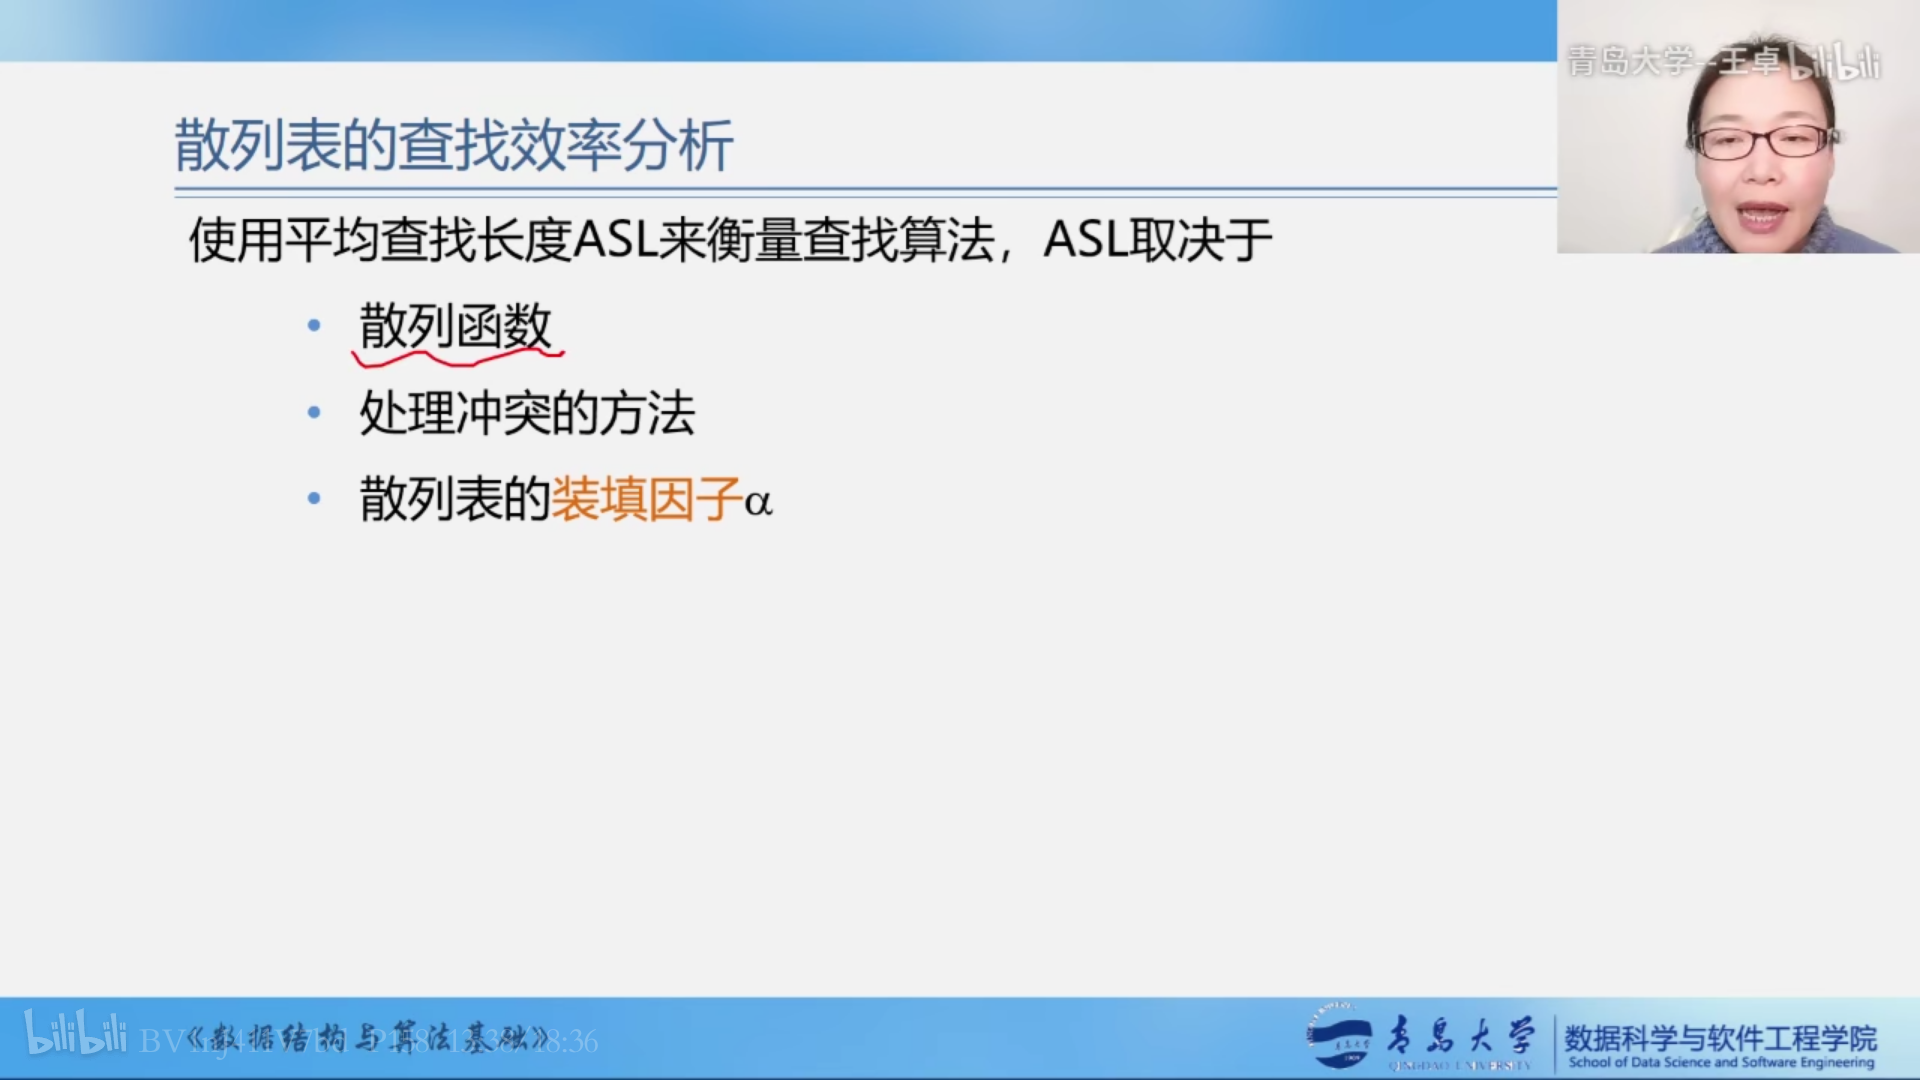 青岛大学--王卓 bilibili
散列表的查找效率分析
使用平均查找长度ASL来衡量查找算法，ASL取决于
• 散列函数
• 处理冲突的方法
• 散列表的装填因子α
bilibili
《数据结构与算法基础》
青岛大学
QINGDAO UNIVERSITY
数据科学与软件工程学院
School of Data Science and Software Engineering